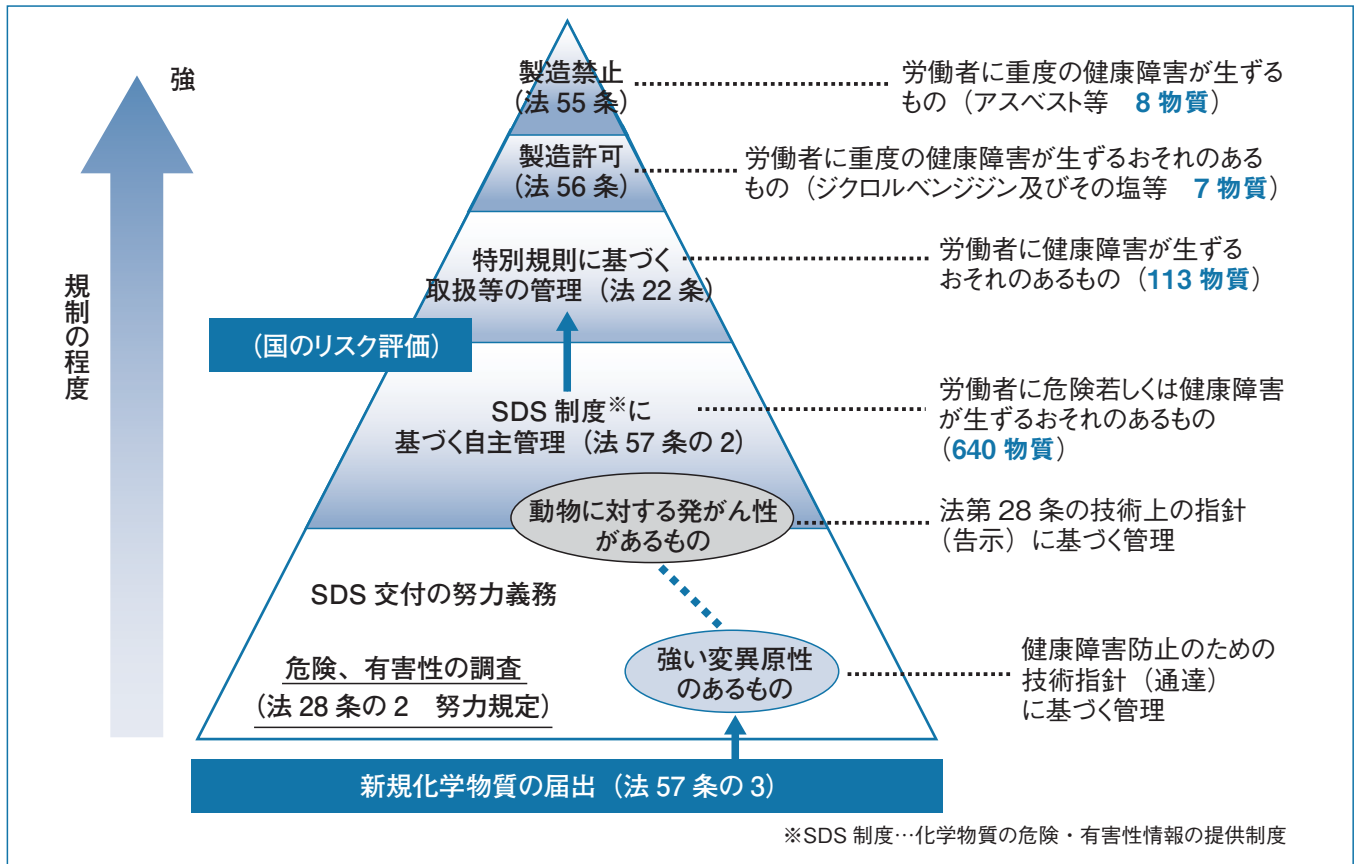 強
規制の程度
製造禁止
（法 55 条）
労働者に重度の健康障害が生ずる
もの（アスベスト等　8 物質）
製造許可
（法 56 条）
労働者に重度の健康障害が生ずるおそれのある
もの（ジクロルベンジジン及びその塩等　7 物質）
特別規則に基づく
取扱等の管理（法 22 条）
労働者に健康障害が生ずる
おそれのあるもの（113 物質）
（国のリスク評価）
SDS 制度※に
基づく自主管理（法 57 条の 2）
労働者に危険若しくは健康障害
が生ずるおそれのあるもの
（640 物質）
動物に対する発がん性
があるもの
法第 28 条の技術上の指針
（告示）に基づく管理
SDS 交付の努力義務
危険、有害性の調査
（法 28 条の 2　努力規定）
強い変異原性
のあるもの
健康障害防止のための
技術指針（通達）
に基づく管理
新規化学物質の届出（法 57 条の 3）
※SDS 制度…化学物質の危険・有害性情報の提供制度